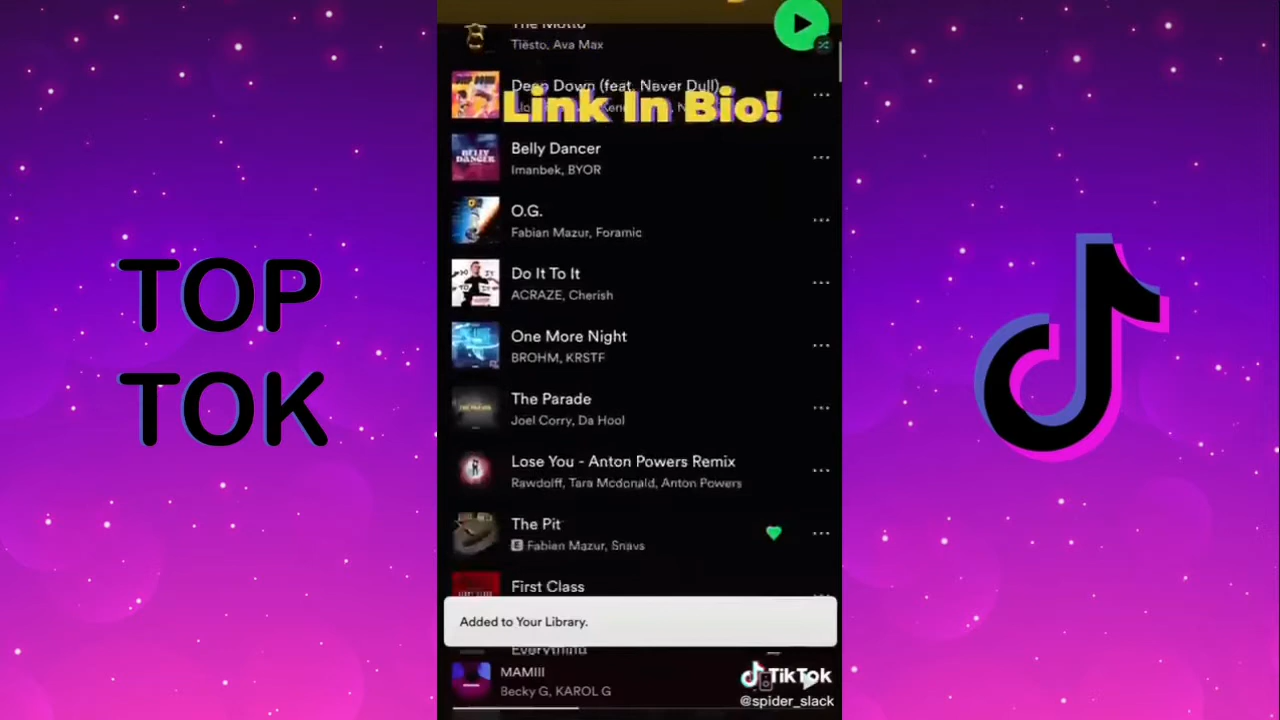 TOP
TOK
The Motto
Tiësto, Ava Max
Deep Down (feat. Never Dull)
Link In Bio!
Belly Dancer
Imanbek, BYOR
O.G.
Fabian Mazur, Foramic
Do It To It
ACRAZE, Cherish
One More Night
BROHM, KRSTF
The Parade
Joel Corry, Da Hool
Lose You - Anton Powers Remix
Rawdolff, Tara Mcdonald, Anton Powers
The Pit
E Fabian Mazur, Snavs
First Class
Added to Your Library.
Everything
MAMIII
Becky G, KAROL G
TikTok
@spider_slack